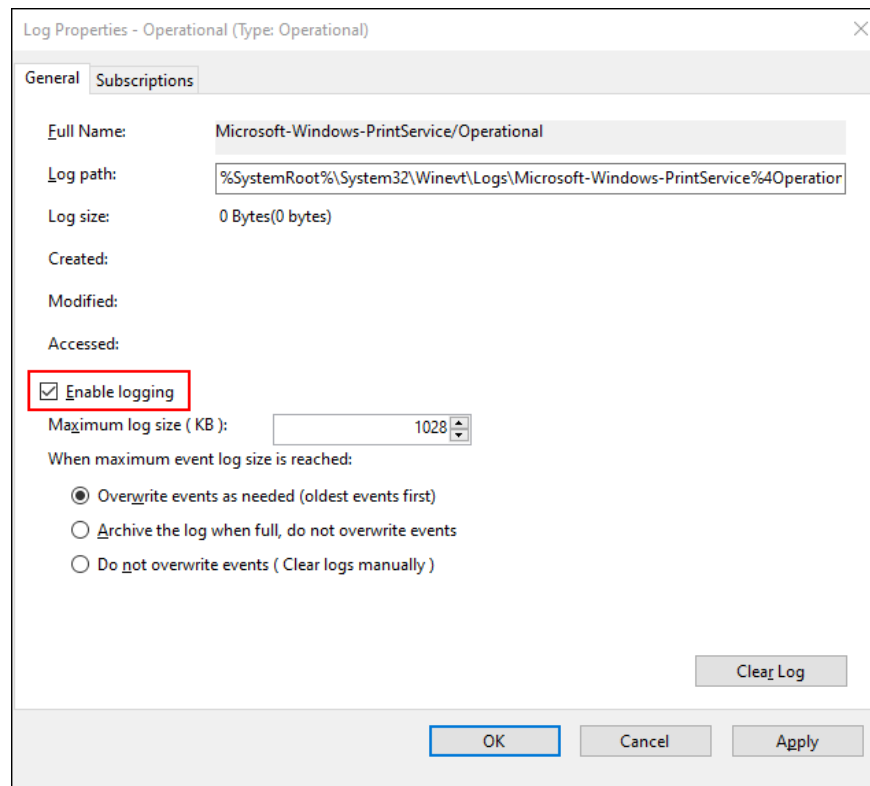 Log Properties - Operational (Type: Operational)
General Subscriptions
Full Name: Microsoft-Windows-PrintService/Operational
Log path: %SystemRoot%\System32\Winevt\Logs\Microsoft-Windows-PrintService%4Operation
Log size: 0 Bytes(0 bytes)
Created:
Modified:
Accessed:
Enable logging
Maximum log size ( KB ): 1028
When maximum event log size is reached:
Overwrite events as needed (oldest events first)
Archive the log when full, do not overwrite events
Do not overwrite events ( Clear logs manually )
Clear Log
OK Cancel Apply